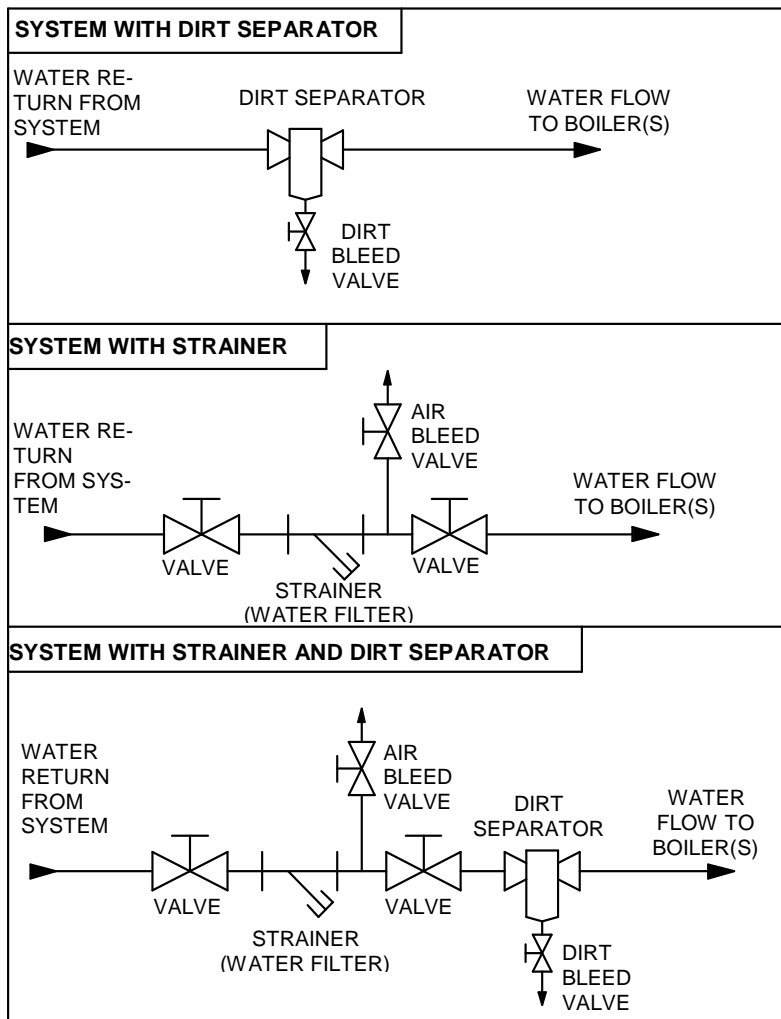 SYSTEM WITH DIRT SEPARATOR
WATER RE-
TURN FROM
SYSTEM
DIRT SEPARATOR
WATER FLOW
TO BOILER(S)
DIRT
BLEED
VALVE
SYSTEM WITH STRAINER
WATER RE-
TURN
FROM SYS-
TEM
AIR
BLEED
VALVE
WATER FLOW
TO BOILER(S)
VALVE
VALVE
STRAINER
(WATER FILTER)
SYSTEM WITH STRAINER AND DIRT SEPARATOR
WATER
RETURN
FROM
SYSTEM
AIR
BLEED
VALVE
DIRT
SEPARATOR
WATER
FLOW TO
BOILER(S)
VALVE
VALVE
STRAINER
(WATER FILTER)
DIRT
BLEED
VALVE